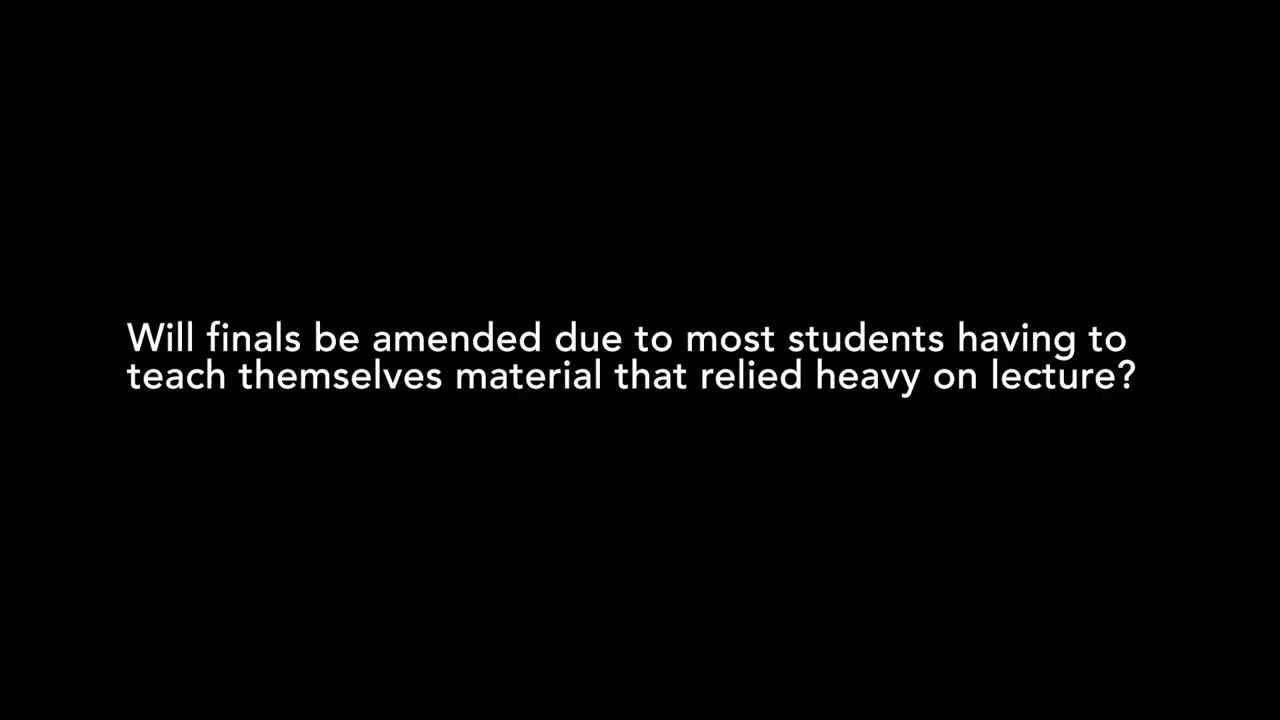 Will finals be amended due to most students having to
teach themselves material that relied heavy on lecture?